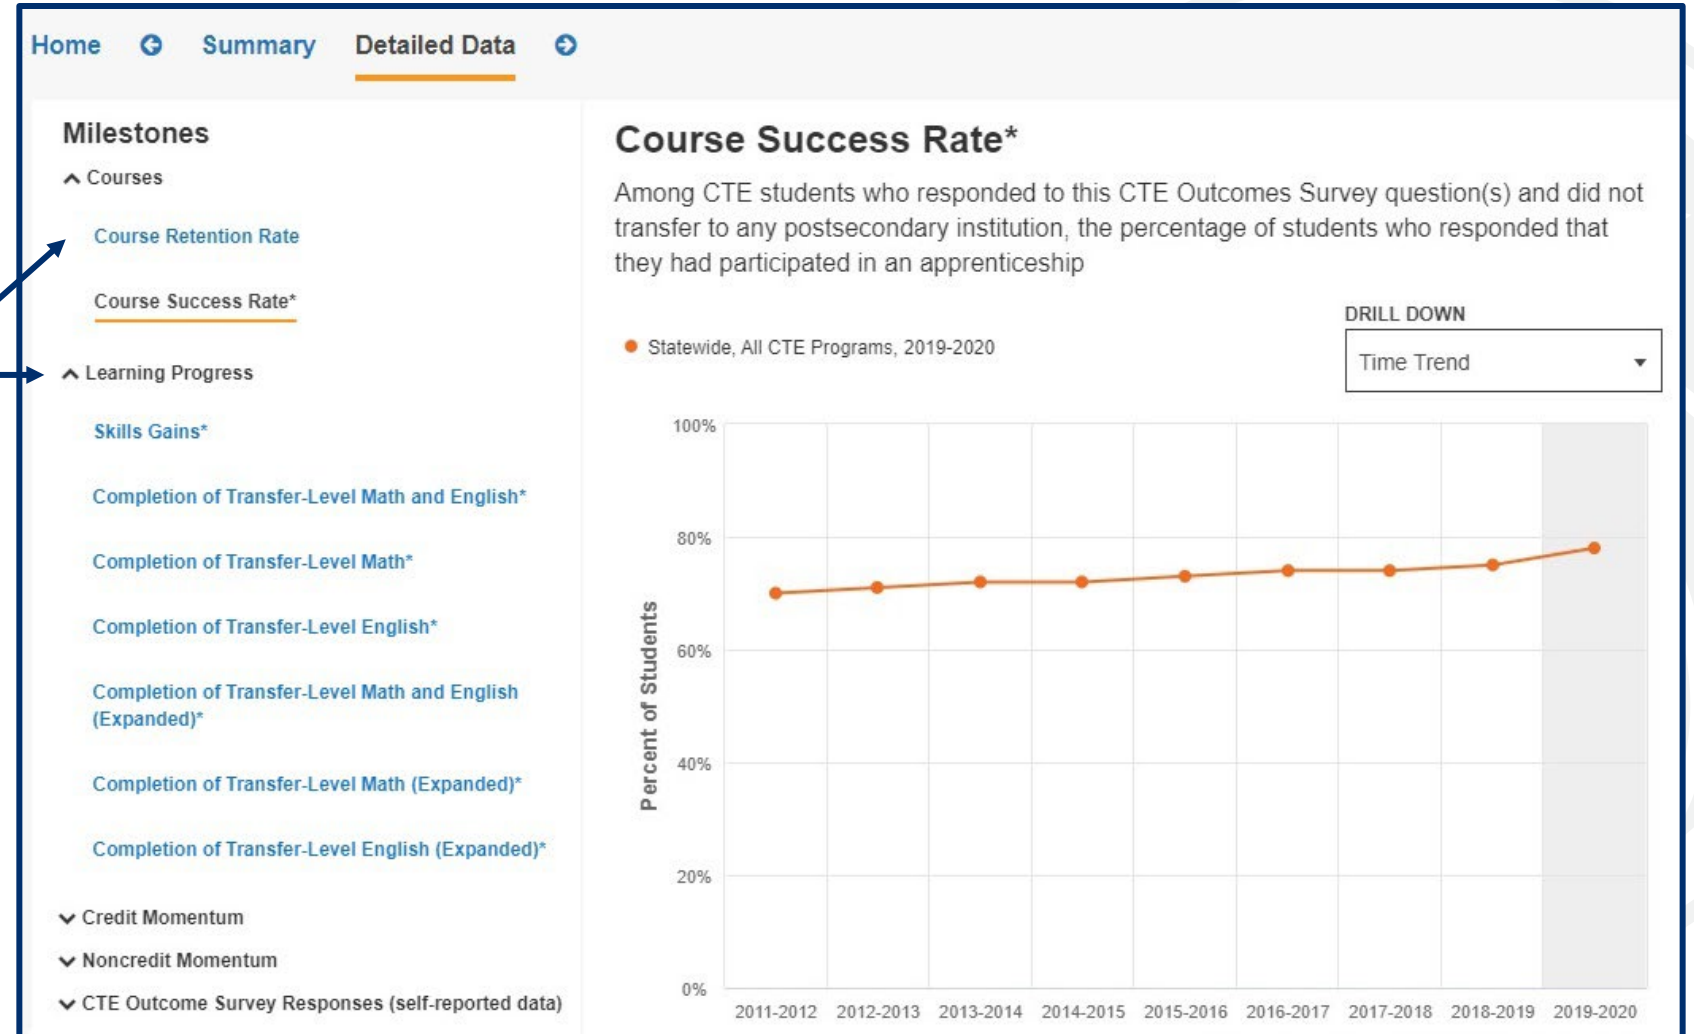 Home Summary Detailed Data
Milestones
Courses
Course Retention Rate
Course Success Rate*
Learning Progress
Skills Gains*
Completion of Transfer-Level Math and English*
Completion of Transfer-Level Math*
Completion of Transfer-Level English*
Completion of Transfer-Level Math and English
(Expanded)*
Completion of Transfer-Level Math (Expanded)*
Completion of Transfer-Level English (Expanded)*
Credit Momentum
Noncredit Momentum
CTE Outcome Survey Responses (self-reported data)
Course Success Rate*
Among CTE students who responded to this CTE Outcomes Survey question(s) and did not
transfer to any postsecondary institution, the percentage of students who responded that
they had participated in an apprenticeship
DRILL DOWN
Statewide, All CTE Programs, 2019-2020
Time Trend
100%
80%
60%
40%
20%
0%
Percent of Students
2011-2012 2012-2013 2013-2014 2014-2015 2015-2016 2016-2017 2017-2018 2018-2019 2019-2020